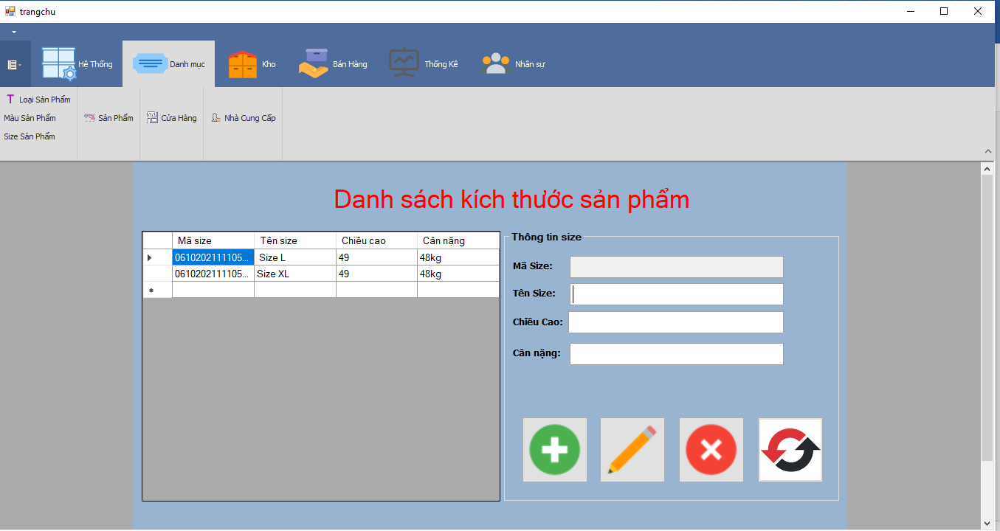 trangchu
Hệ Thống
Danh mục
Kho
Bán Hàng
Thống Kê
Nhân sự
Loại Sản Phẩm
Màu Sản Phẩm
Size Sản Phẩm
Sản Phẩm
Cửa Hàng
Nhà Cung Cấp
Danh sách kích thước sản phẩm
Mã size Tên size Chiều cao Cân nặng
0610202111105... Size L 49 48kg
0610202111105... Size XL 49 48kg
Thông tin size
Mã Size:
Tên Size:
Chiều Cao:
Cân nặng: